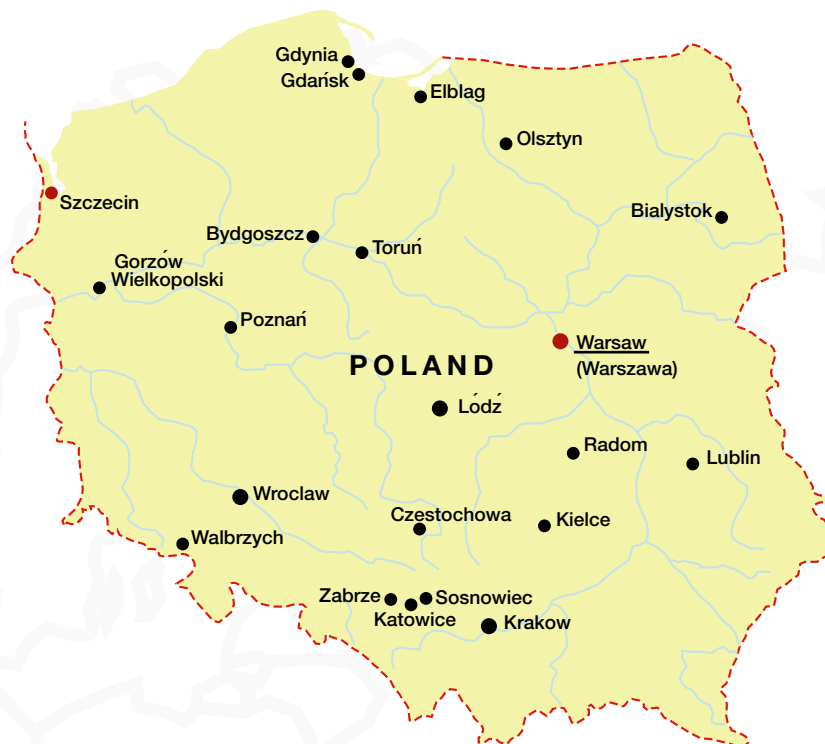 Gdynia
Gdańsk
Elblag
Olsztyn
Szczecin
Bialystok
Bydgoszcz
Toruń
Gorzów
Wielkopolski
Poznań
Warsaw
(Warszawa)
POLAND
Lódź
Radom
Lublin
Wroclaw
Czestochowa
Kielce
Walbrzych
Zabrze
Sosnowiec
Katowice
Krakow